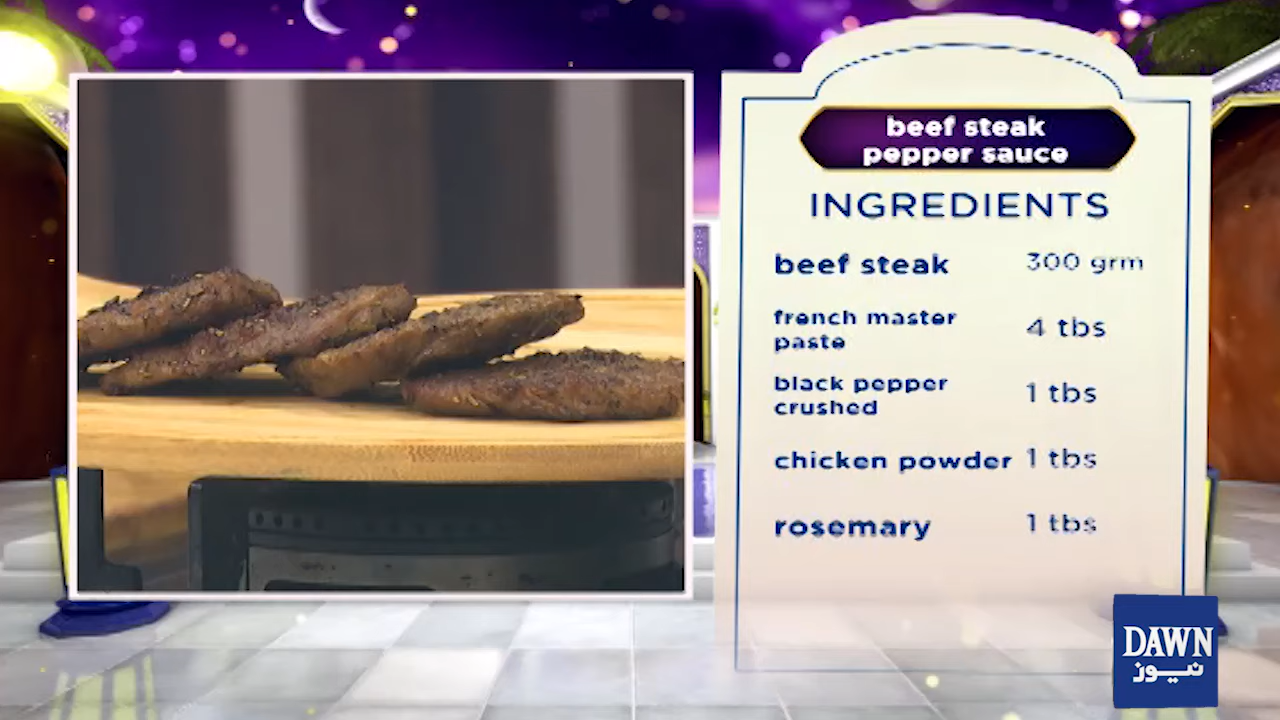 beef steak
pepper sauce
INGREDIENTS
beef steak 300 grm
french master
paste 4 tbs
black pepper
crushed 1 tbs
chicken powder 1 tbs
rosemary 1 tbs
DAWN
نیوز